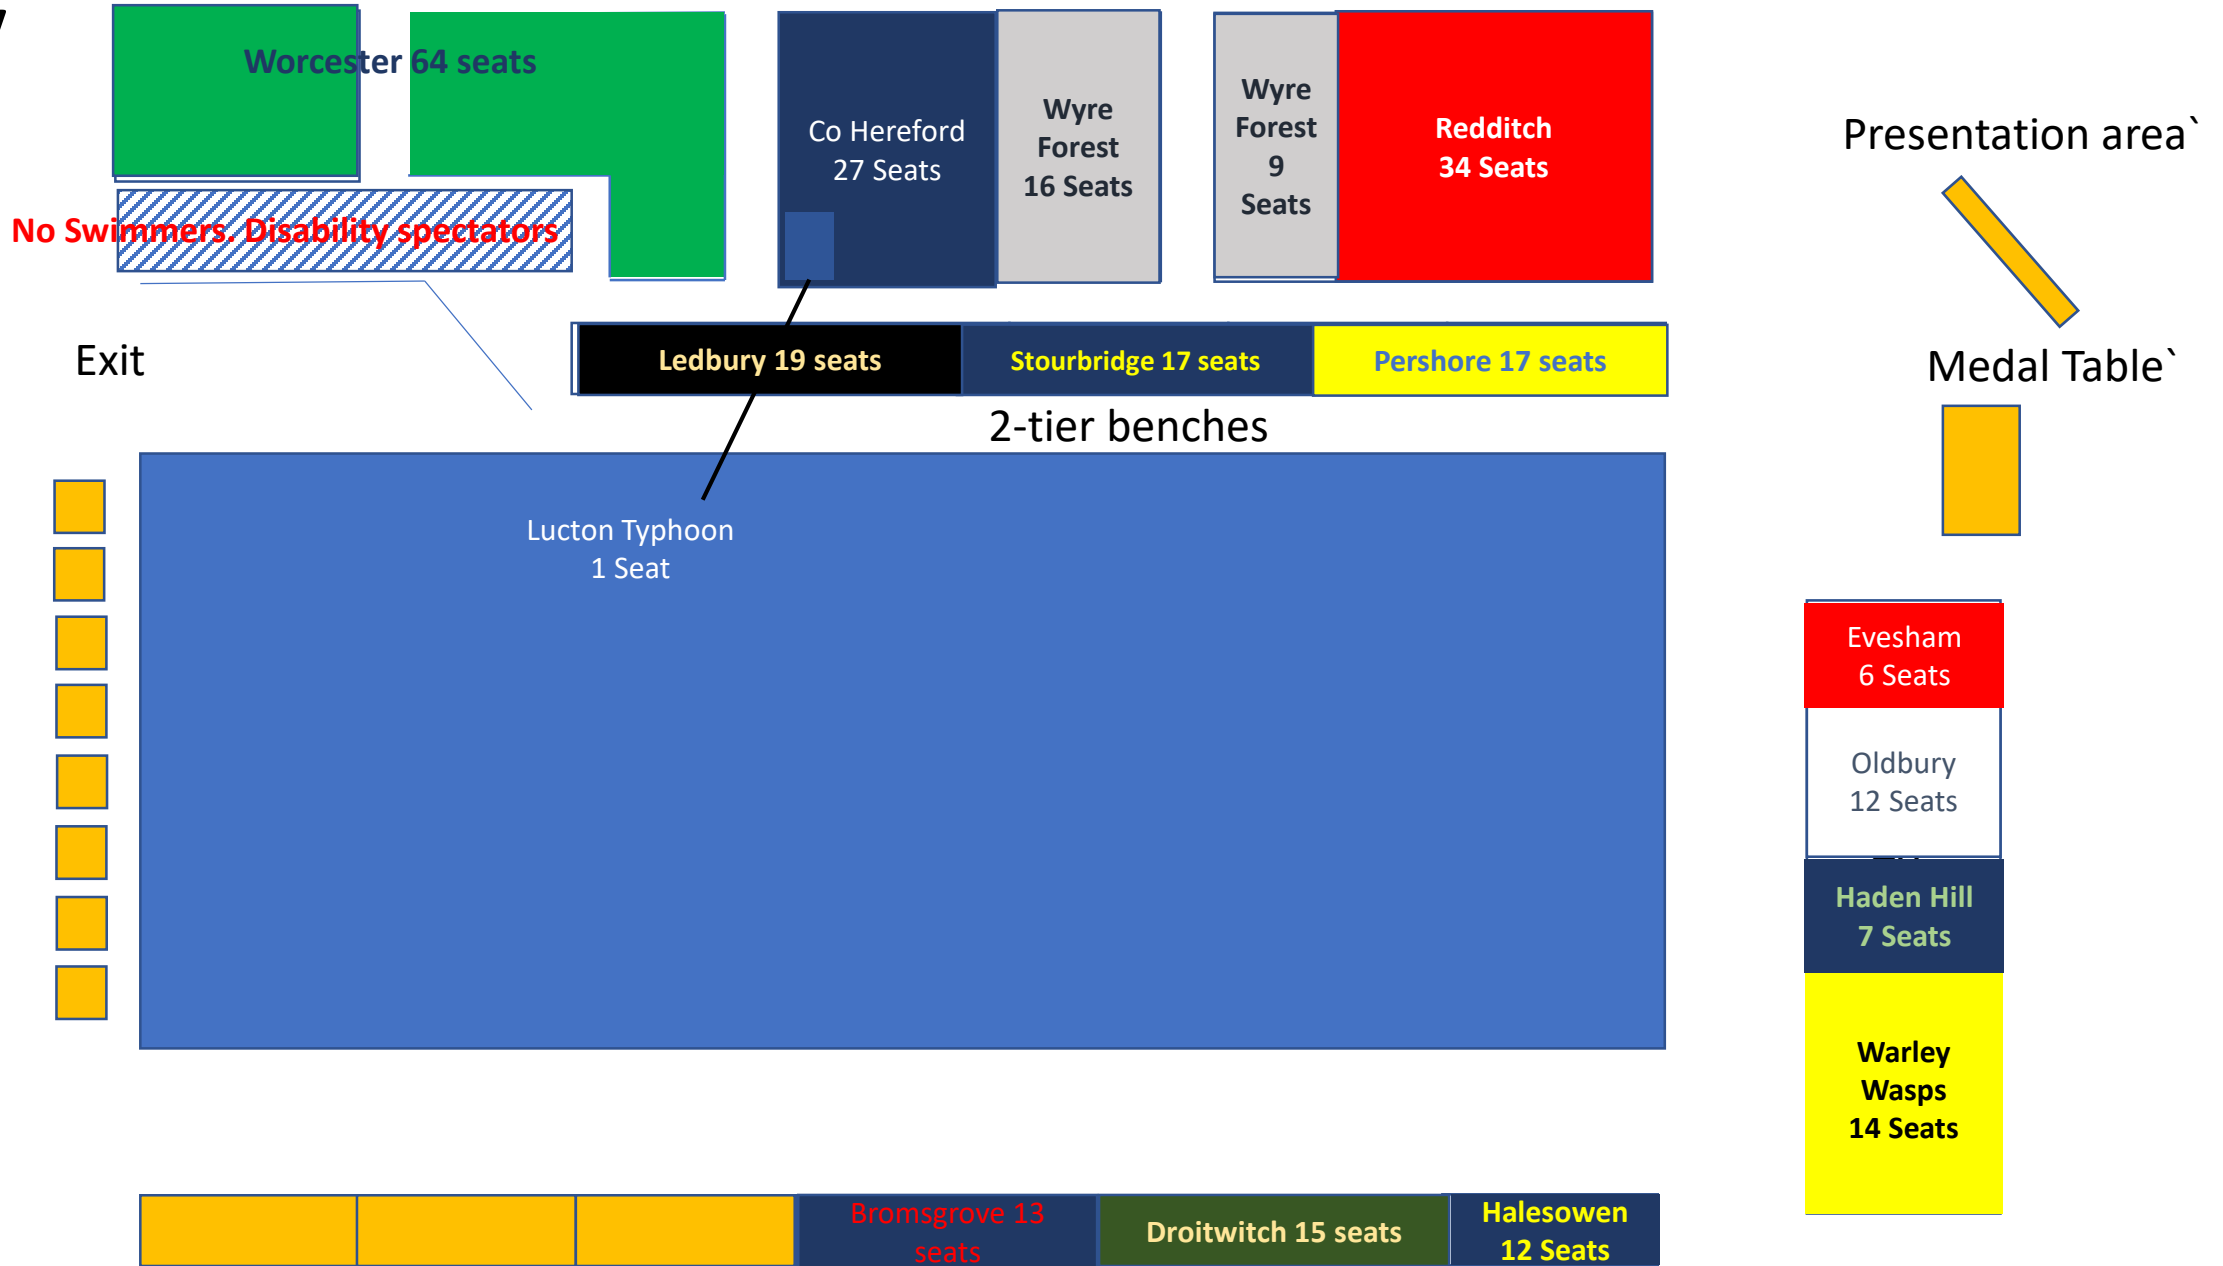 Worcester 64 seats
Co Hereford
27 Seats
Wyre
Forest
16 Seats
Wyre
Forest
9
Seats
Redditch
34 Seats
Presentation area`
No Swimmers. Disability spectators
Exit
Ledbury 19 seats
Stourbridge 17 seats
Pershore 17 seats
Medal Table`
2-tier benches
Lucton Typhoon
1 Seat
Evesham
6 Seats
Oldbury
12 Seats
Haden Hill
7 Seats
Warley
Wasps
14 Seats
Bromsgrove 13
seats
Droitwitch 15 seats
Halesowen
12 Seats